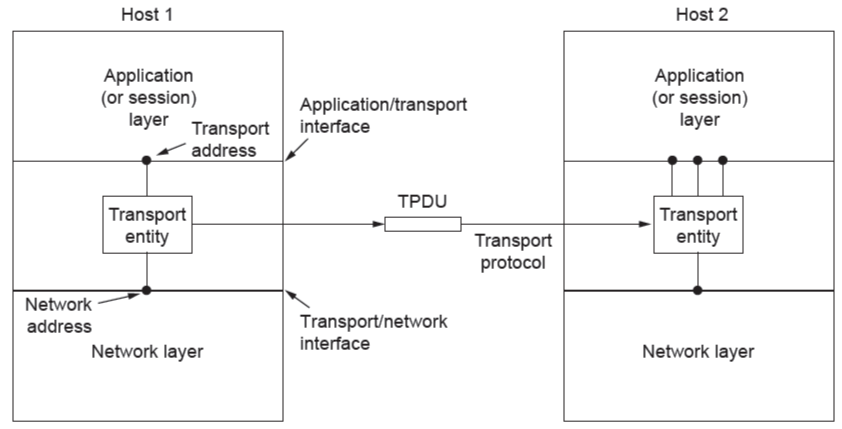 Host 1
Host 2
Application
(or session)
layer
Transport
address
Application/transport
interface
Application
(or session)
layer
Transport
entity
TPDU
Transport
protocol
Transport
entity
Network
address
Transport/network
interface
Network layer
Network layer